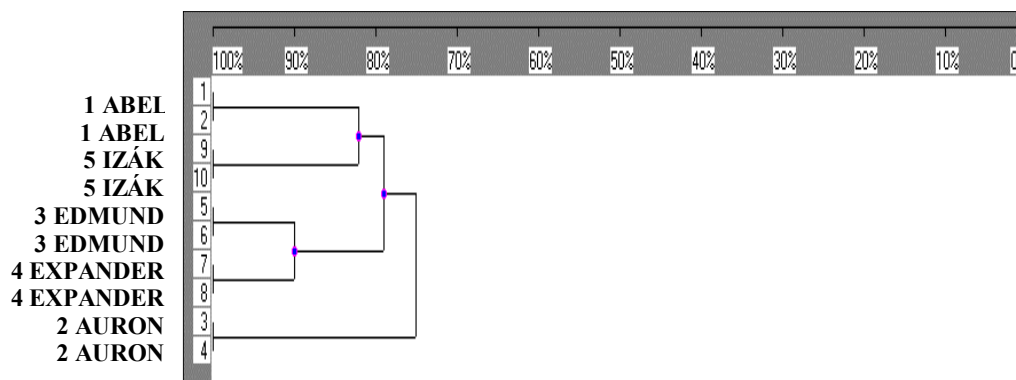 100% 90% 80% 70% 60% 50% 40% 30% 20% 10% 0
1 ABEL 1
1 ABEL 2
5 IZÁK 9
5 IZÁK 10
3 EDMUND 5
3 EDMUND 6
4 EXPANDER 7
4 EXPANDER 8
2 AURON 3
2 AURON 4